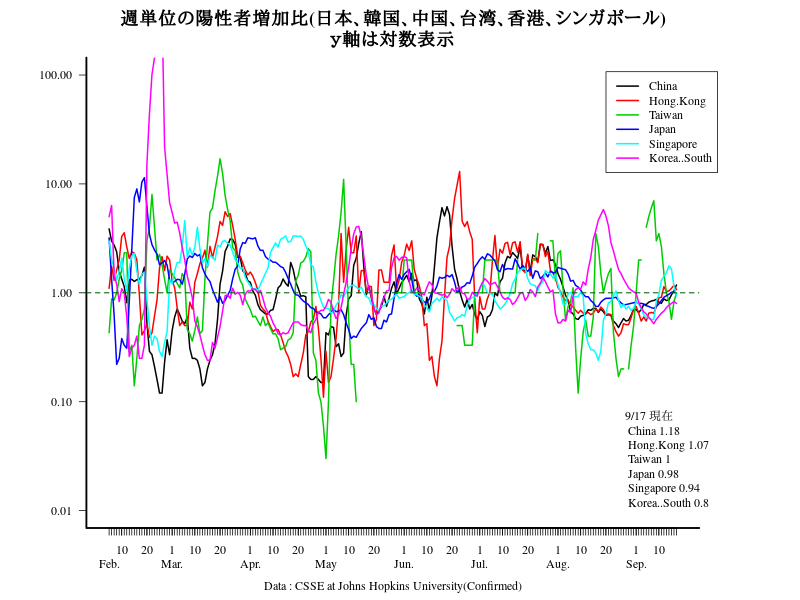 週単位の陽性者増加比(日本、韓国、中国、台湾、香港、シンガポール)
y軸は対数表示
100.00
10.00
1.00
0.10
0.01
China
Hong.Kong
Taiwan
Japan
Singapore
Korea..South
9/17 現在
China 1.18
Hong.Kong 1.07
Taiwan 1
Japan 0.98
Singapore 0.94
Korea..South 0.8
10 20 1 10 20 1 10 20 1 10 20 1 10 20 1 10 20 1 10 20 1 10
Feb. Mar. Apr. May Jun. Jul. Aug. Sep.
Data : CSSE at Johns Hopkins University(Confirmed)